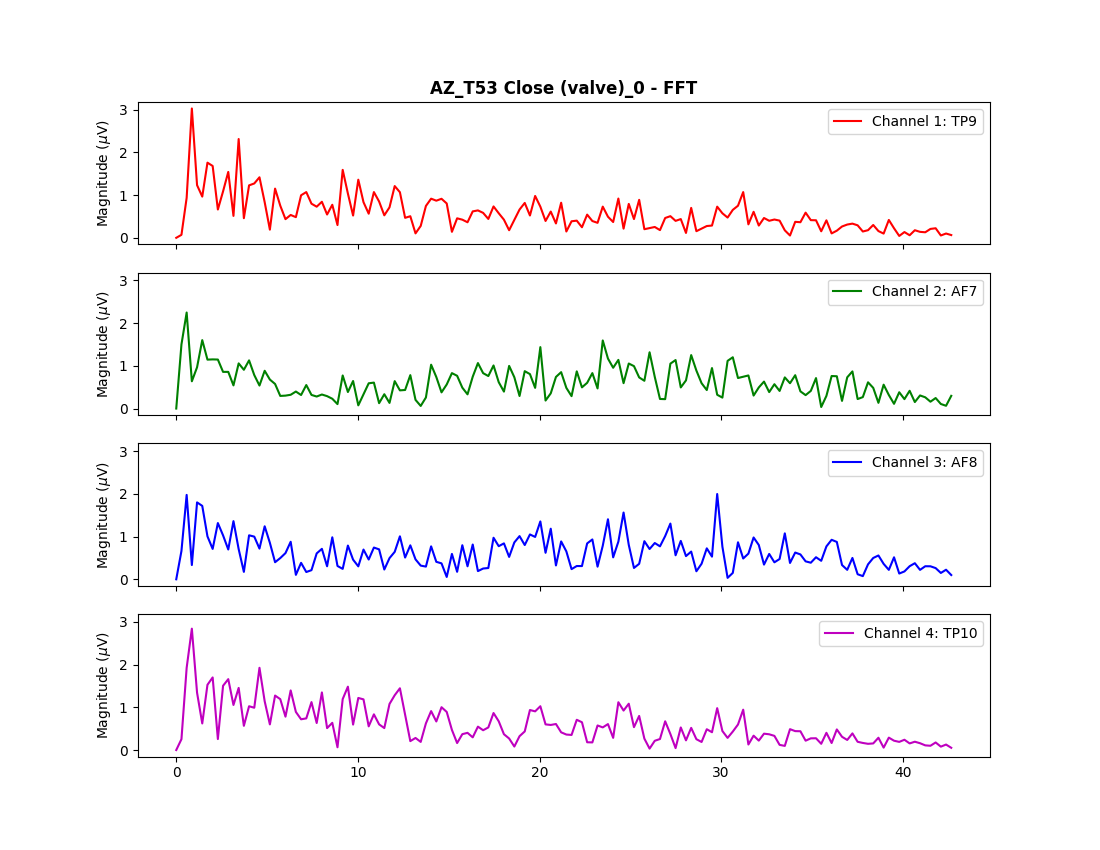 AZ_T53 Close (valve)_0 - FFT
3
2
1
0
Magnitude (μV)
Channel 1: TP9
3
2
1
0
Magnitude (μV)
Channel 2: AF7
3
2
1
0
Magnitude (μV)
Channel 3: AF8
3
2
1
0
Magnitude (μV)
Channel 4: TP10
0 10 20 30 40